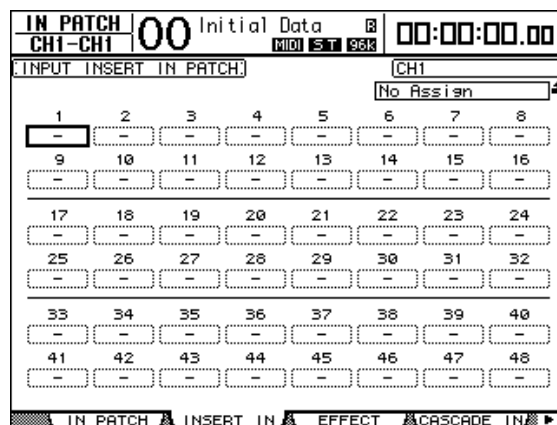 IN PATCH
CH1-CH1
00
Initial Data
R
MIDI ST 96k
00:00:00.00
INPUT INSERT IN PATCH
CH1
No Assign
1 2 3 4 5 6 7 8
- - - - - - - -
9 10 11 12 13 14 15 16
- - - - - - - -
17 18 19 20 21 22 23 24
- - - - - - - -
25 26 27 28 29 30 31 32
- - - - - - - -
33 34 35 36 37 38 39 40
- - - - - - - -
41 42 43 44 45 46 47 48
- - - - - - - -
IN PATCH INSERT IN EFFECT CASCADE IN